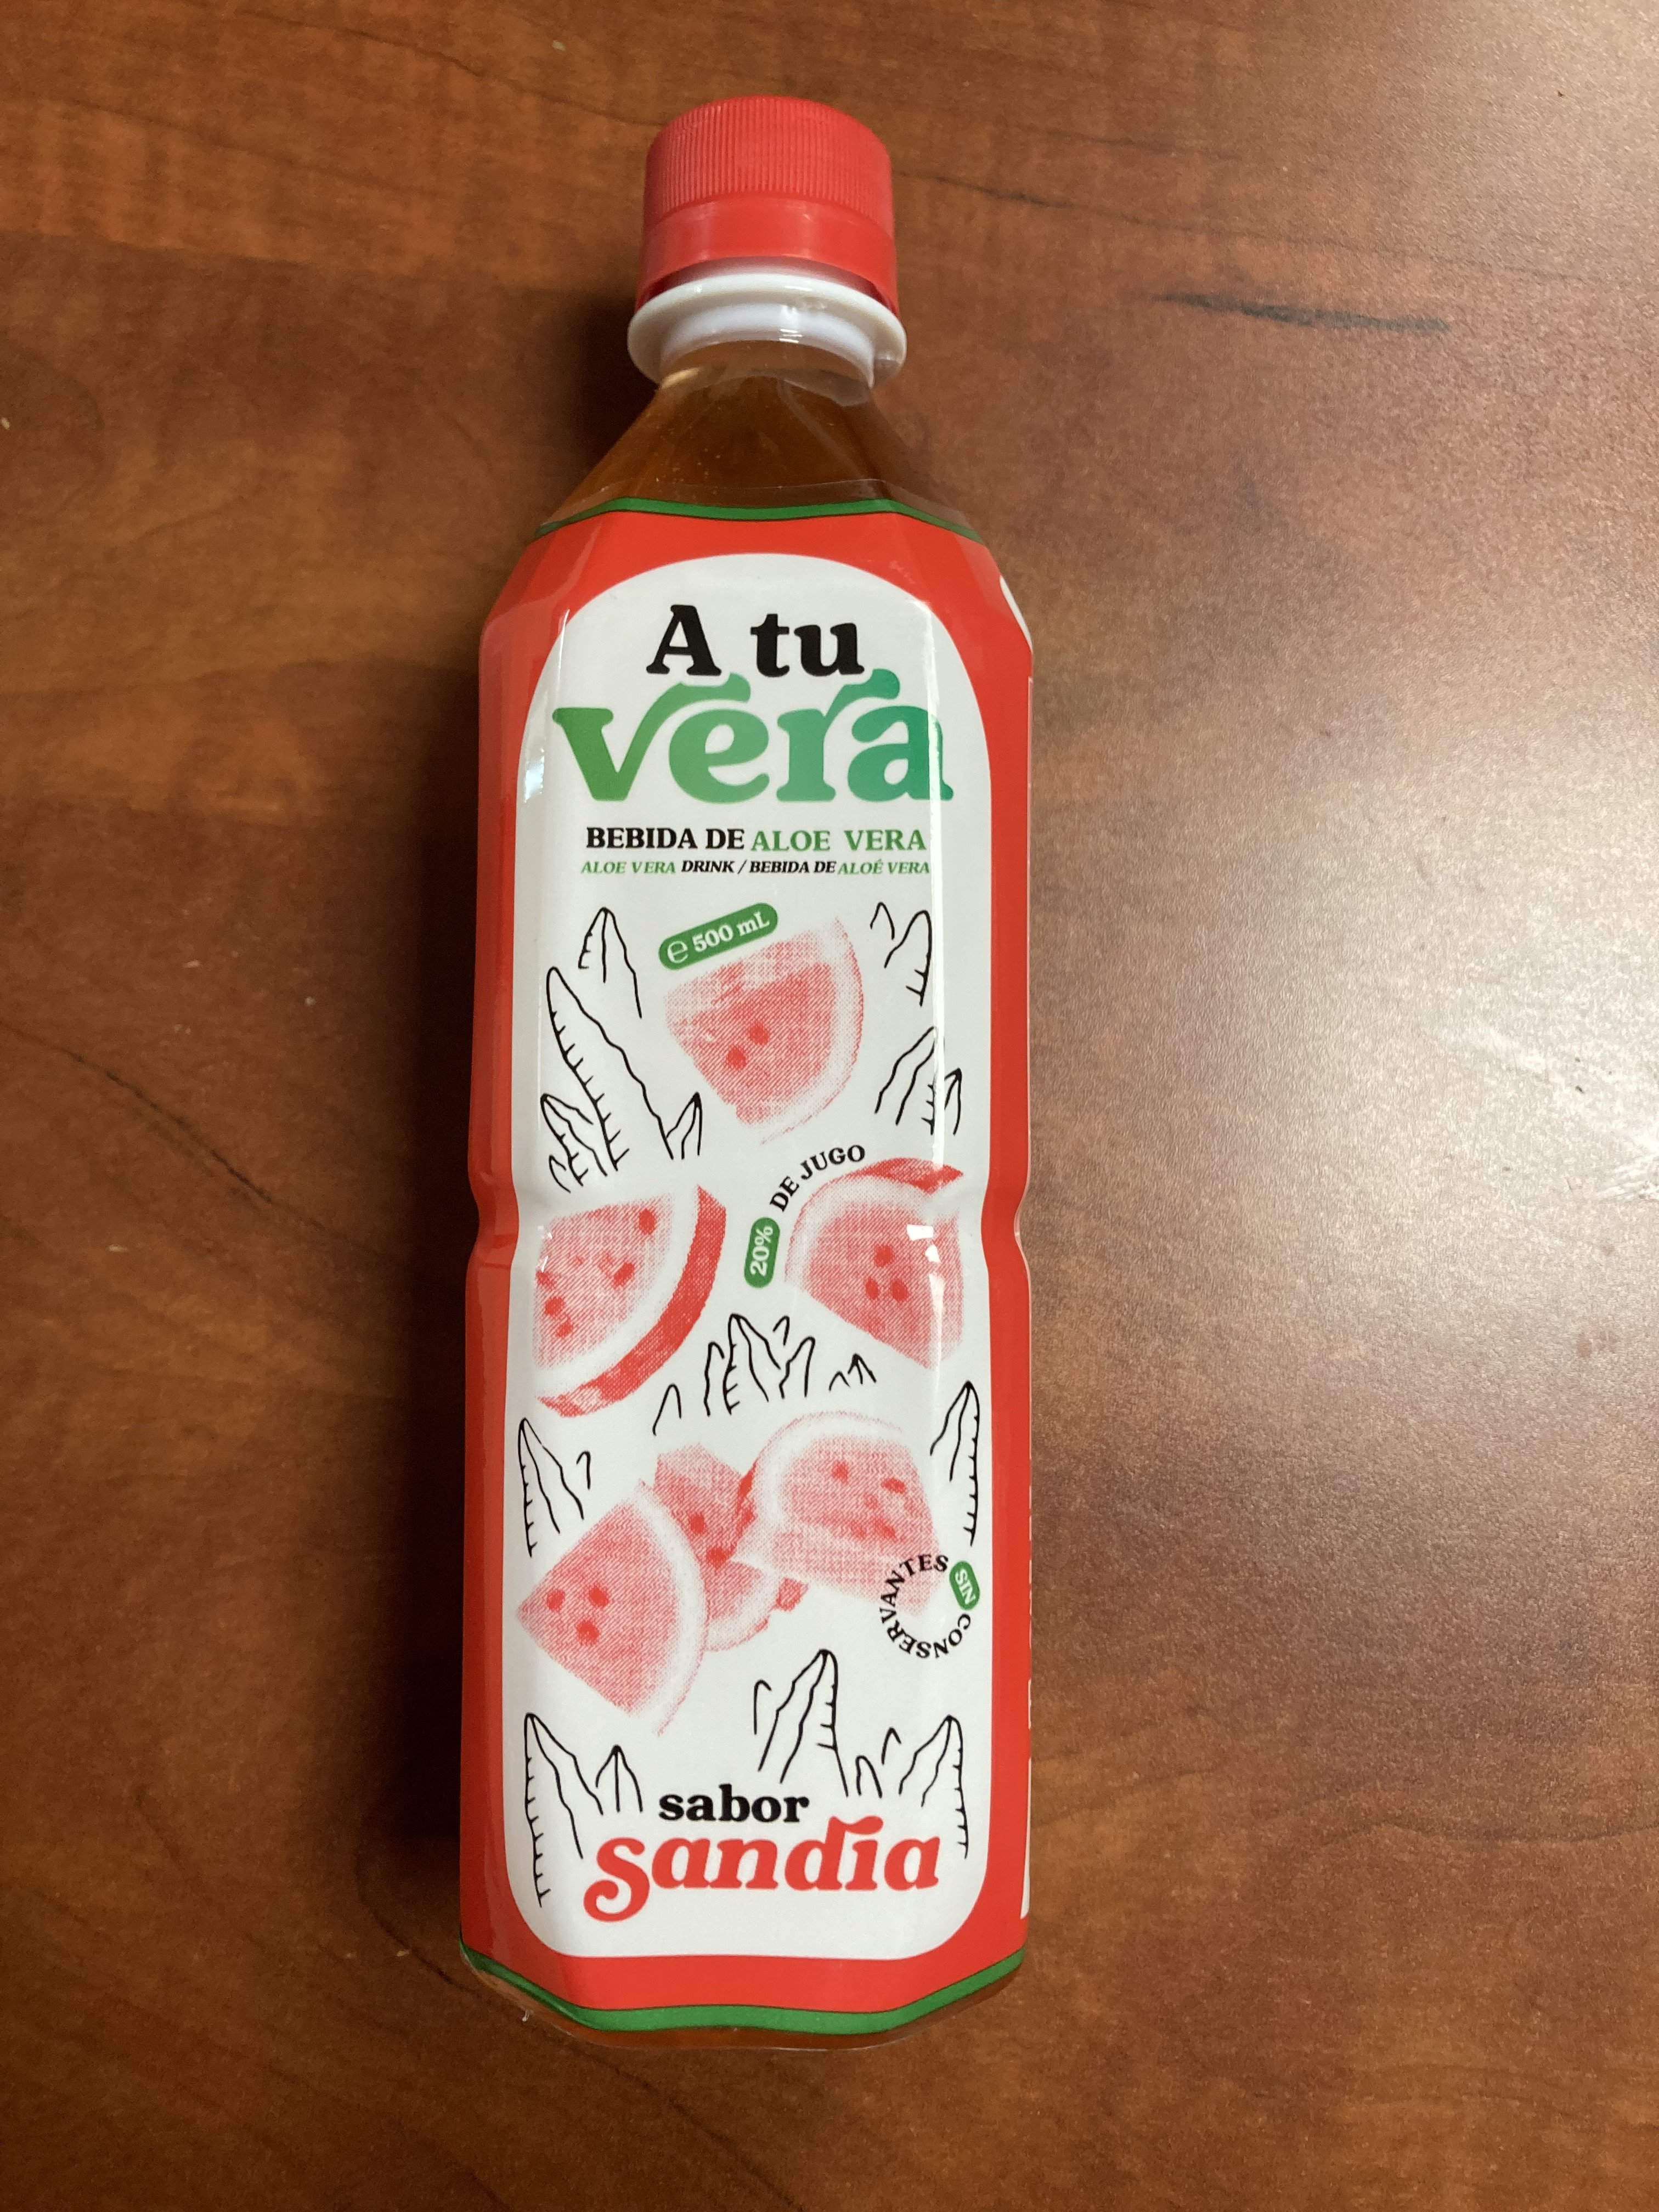 A tu
vera
BEBIDA DE ALOE VERA
ALOE VERA DRINK / BEBIDA DE ALOÉ VERA
℮ 500 mL
20% DE JUGO
SIN CONSERVANTES
sabor
sandía